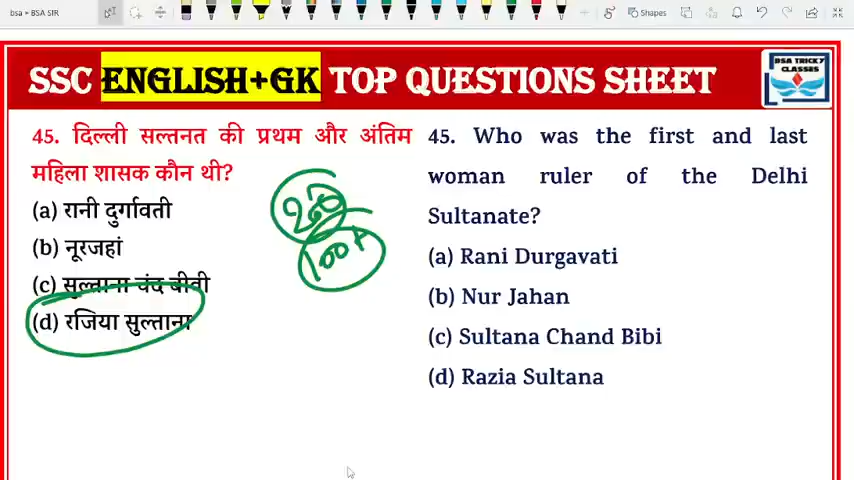 bsa = BSA SIR
Shapes
SSC ENGLISH+GK TOP QUESTIONS SHEET
BSA TRICKY
CLASSES
45. दिल्ली सल्तनत की प्रथम और अंतिम
महिला शासक कौन थी?
(a) रानी दुर्गावती
(b) नूरजहां
(c) सुल्ताना चंद बीवी
(d) रजिया सुल्ताना
45. Who was the first and last
woman ruler of the Delhi
Sultanate?
(a) Rani Durgavati
(b) Nur Jahan
(c) Sultana Chand Bibi
(d) Razia Sultana